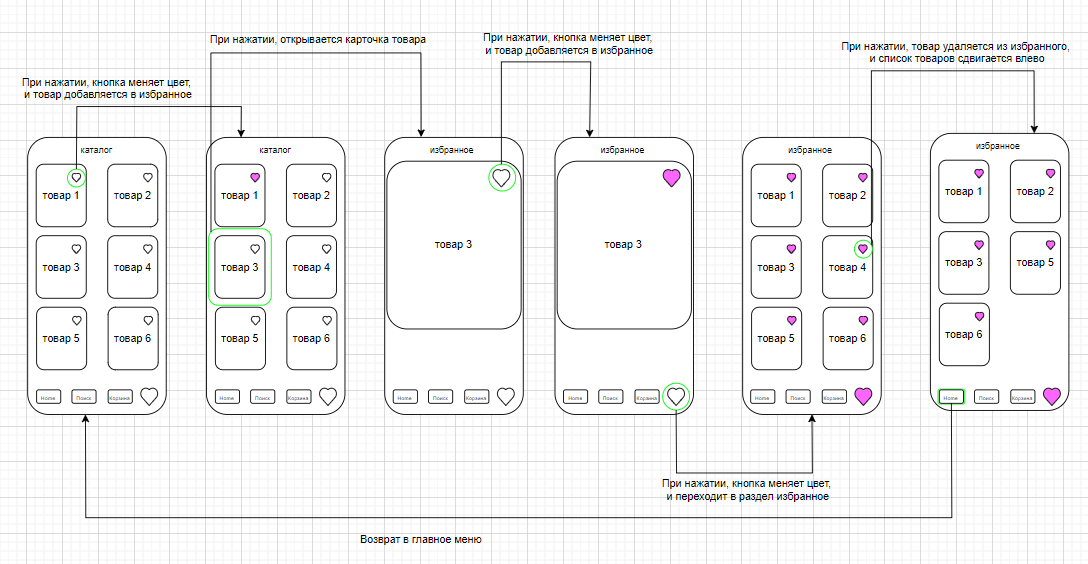 При нажатии, открывается карточка товара
При нажатии, кнопка меняет цвет,
и товар добавляется в избранное
При нажатии, товар удаляется из избранного,
и список товаров сдвигается влево
При нажатии, кнопка меняет цвет,
и товар добавляется в избранное
каталог
товар 1
товар 2
товар 3
товар 4
товар 5
товар 6
Home
Поиск
Корзина
каталог
товар 1
товар 2
товар 3
товар 4
товар 5
товар 6
Home
Поиск
Корзина
избранное
товар 3
Home
Поиск
Корзина
избранное
товар 3
Home
Поиск
Корзина
избранное
товар 1
товар 2
товар 3
товар 4
товар 5
товар 6
Home
Поиск
Корзина
избранное
товар 1
товар 2
товар 3
товар 5
товар 6
Home
Поиск
Корзина
При нажатии, кнопка меняет цвет,
и переходит в раздел избранное
Возврат в главное меню